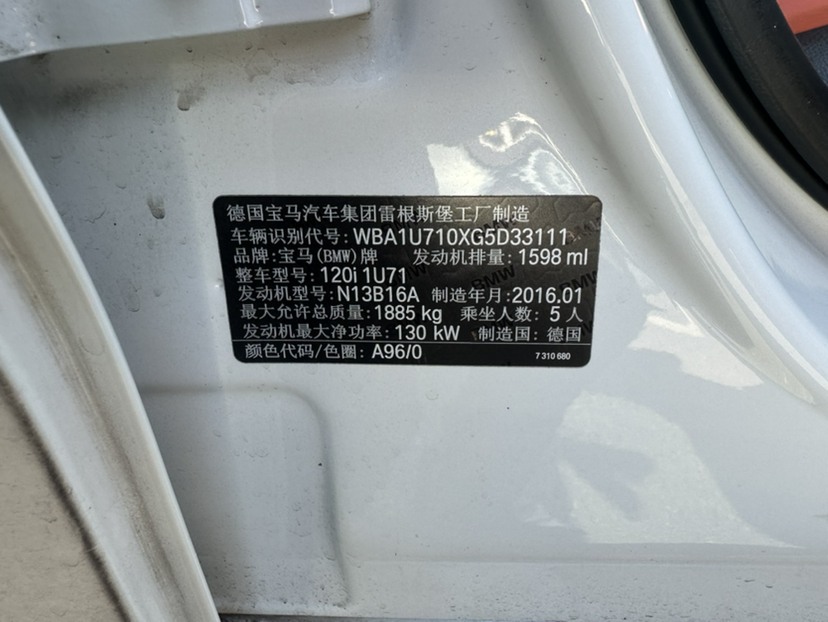 德国宝马汽车集团雷根斯堡工厂制造
车辆识别代号: WBA1U710XG5D33111
品牌: 宝马(BMW)牌 发动机排量: 1598 ml
整车型号: 120i 1U71
发动机型号: N13B16A 制造年月: 2016.01
最大允许总质量: 1885 kg 乘坐人数: 5 人
发动机最大净功率: 130 kW 制造国: 德国
颜色代码/色圈: A96/0 7 310 680